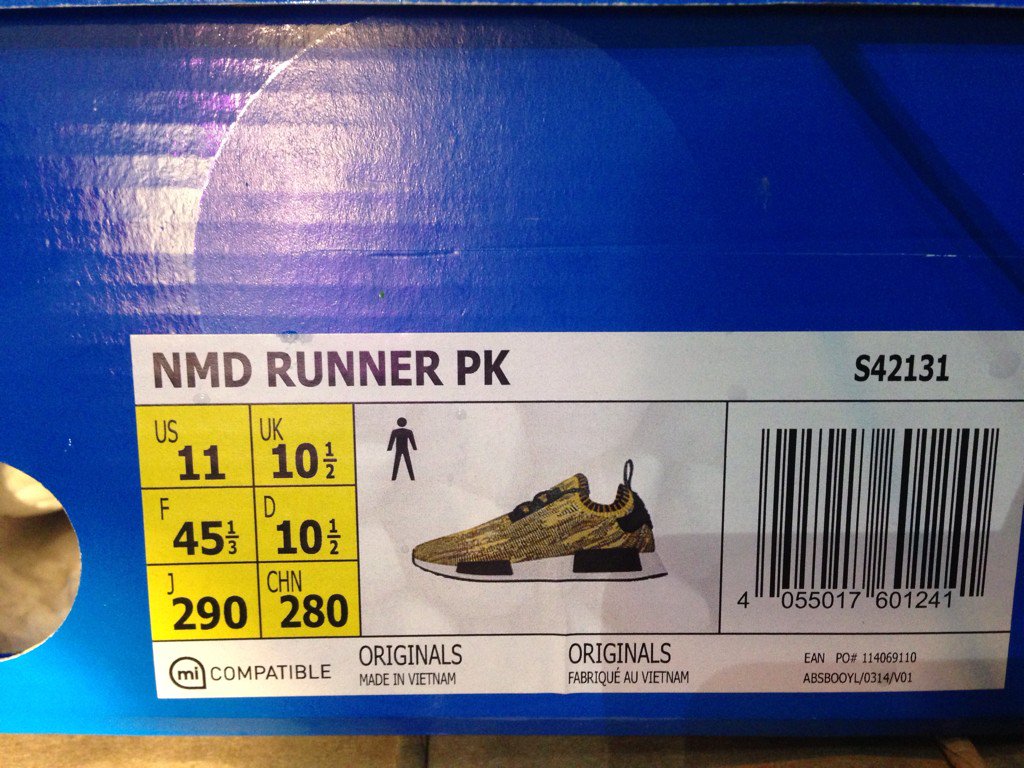 NMD RUNNER PK S42131
US 11 UK 10 1/2
F 45 1/3 D 10 1/2
J 290 CHN 280
4 055017 601241
mi COMPATIBLE
ORIGINALS
MADE IN VIETNAM
ORIGINALS
FABRIQUÉ AU VIETNAM
EAN PO# 114069110
ABSBOOYL/0314/V01